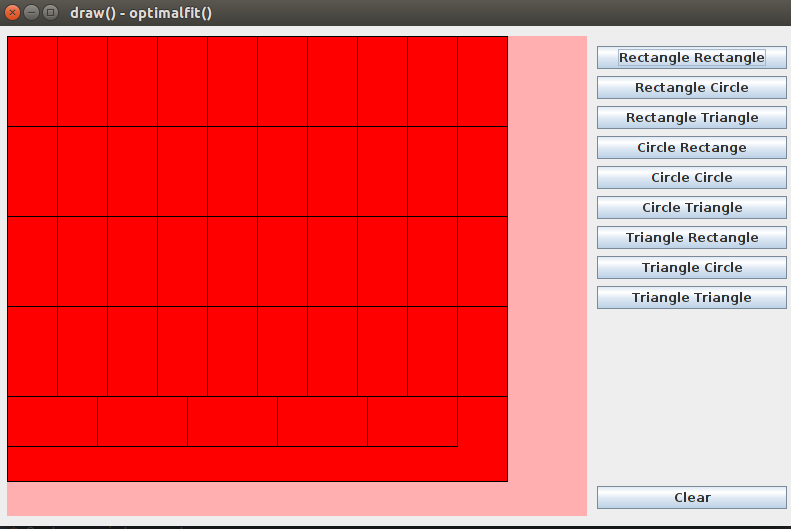 draw() - optimalfit()
Rectangle Rectangle
Rectangle Circle
Rectangle Triangle
Circle Rectange
Circle Circle
Circle Triangle
Triangle Rectangle
Triangle Circle
Triangle Triangle
Clear